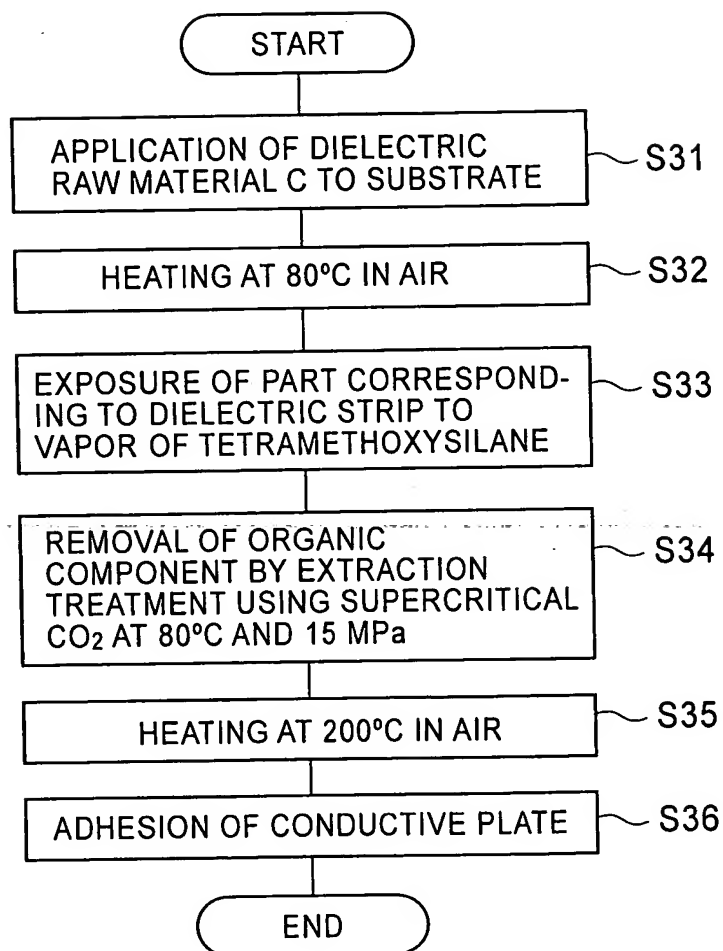 START
APPLICATION OF DIELECTRIC
RAW MATERIAL C TO SUBSTRATE
S31
HEATING AT 80ºC IN AIR
S32
EXPOSURE OF PART CORRESPOND-
ING TO DIELECTRIC STRIP TO
VAPOR OF TETRAMETHOXYSILANE
S33
REMOVAL OF ORGANIC
COMPONENT BY EXTRACTION
TREATMENT USING SUPERCRITICAL
CO2 AT 80ºC AND 15 MPa
S34
HEATING AT 200ºC IN AIR
S35
ADHESION OF CONDUCTIVE PLATE
S36
END